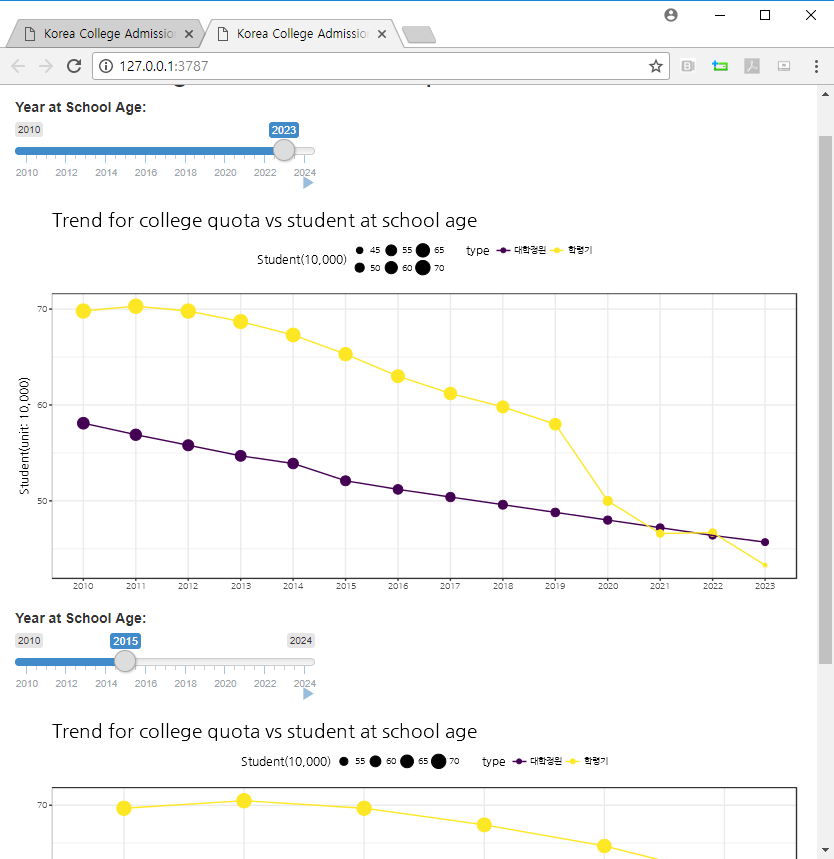 Korea College Admissio
Korea College Admissio
127.0.0.1:3787
Year at School Age:
2010 2023
2010 2012 2014 2016 2018 2020 2022 2024
Trend for college quota vs student at school age
Student(10,000) 45 55 65 type 대학정원 학령기
50 60 70
70
60
50
Student(unit: 10,000)
2010 2011 2012 2013 2014 2015 2016 2017 2018 2019 2020 2021 2022 2023
Year at School Age:
2010 2015 2024
2010 2012 2014 2016 2018 2020 2022 2024
Trend for college quota vs student at school age
Student(10,000) 55 60 65 70 type 대학정원 학령기
70